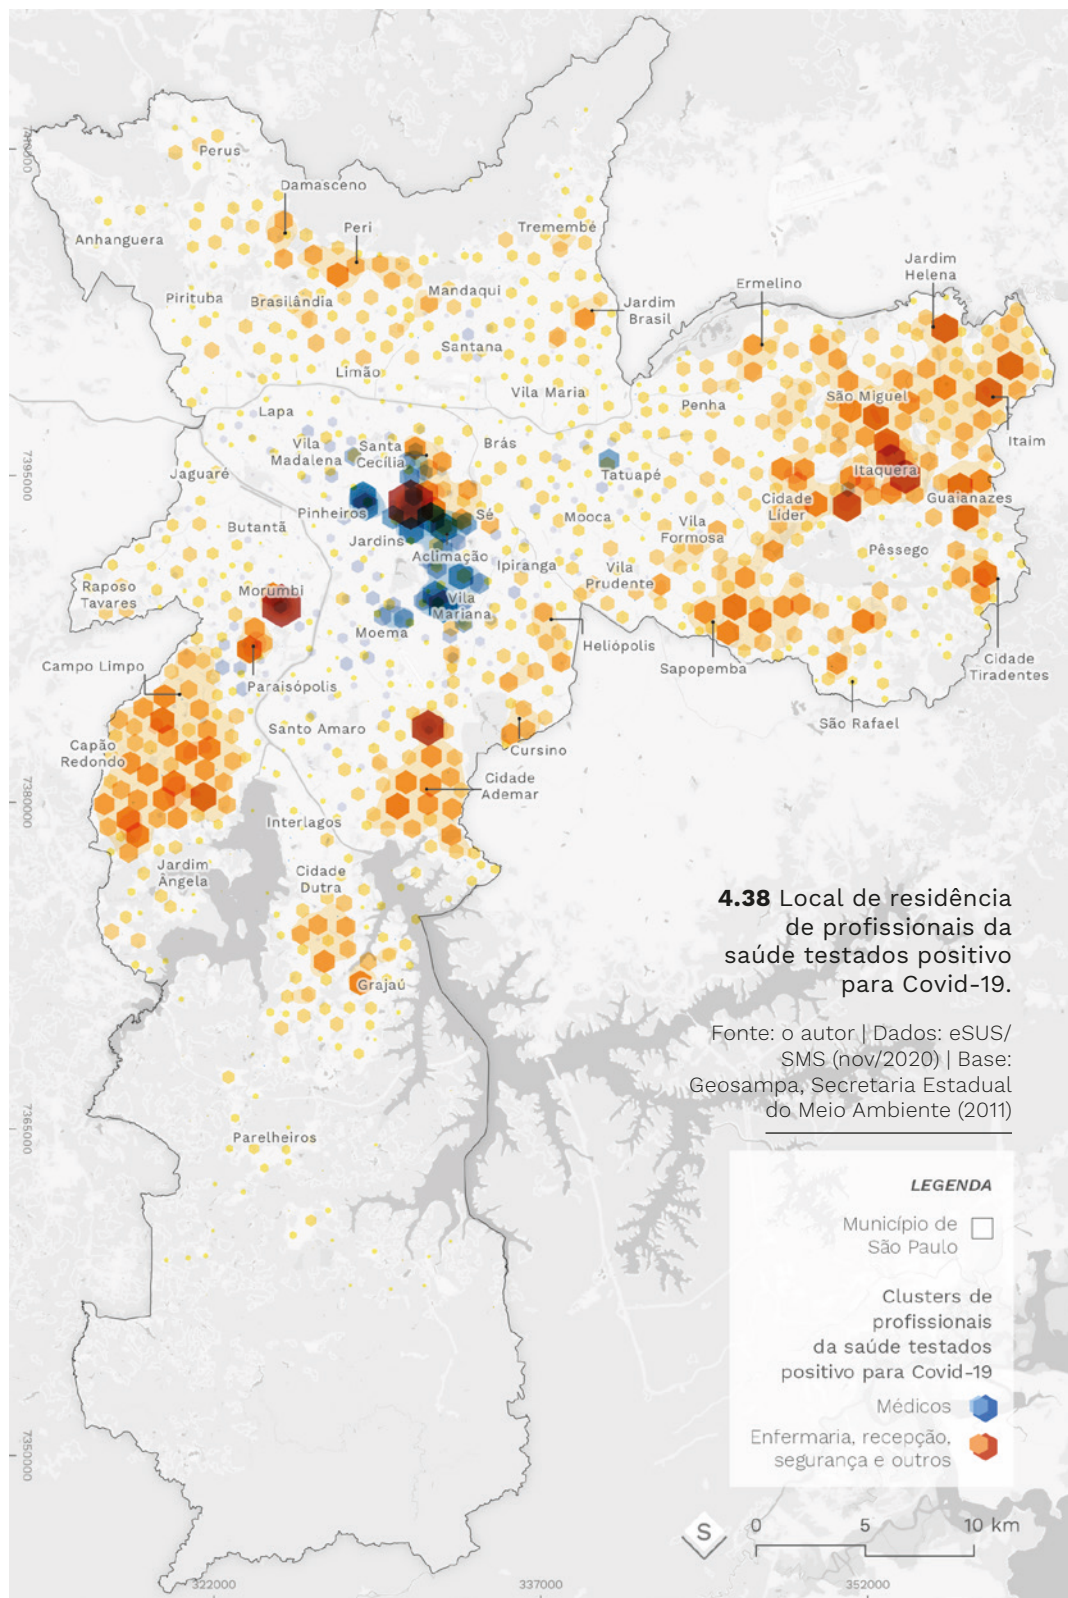 Perus
Damasceno
Peri
Anhanguera
Tremembé
Pirituba
Brasilândia
Mandaqui
Jardim
Brasil
Ermelino
Jardim
Helena
Santana
Limão
Lapa
Vila Maria
Penha
São Miguel
Itaim
Vila
Madalena
Santa
Cecília
Brás
Jaguaré
Tatuapé
Itaquera
Pinheiros
Sé
Mooca
Cidade
Líder
Guaianazes
Butantã
Jardins
Aclimação
Vila
Formosa
Pêssego
Ipiranga
Vila
Prudente
Raposo
Tavares
Morumbi
Vila
Mariana
Moema
Heliópolis
Sapopemba
Cidade
Tiradentes
Campo Limpo
Paraisópolis
São Rafael
Santo Amaro
Capão
Redondo
Cursino
Cidade
Ademar
Interlagos
Jardim
Ângela
Cidade
Dutra
Grajaú
Parelheiros
7395000
7380000
7365000
7350000
322000
337000
352000
4.38 Local de residência
de profissionais da
saúde testados positivo
para Covid-19.
Fonte: o autor | Dados: eSUS/
SMS (nov/2020) | Base:
Geosampa, Secretaria Estadual
do Meio Ambiente (2011)
LEGENDA
Município de
São Paulo
Clusters de
profissionais
da saúde testados
positivo para Covid-19
Médicos
Enfermaria, recepção,
segurança e outros
S
0 5 10 km